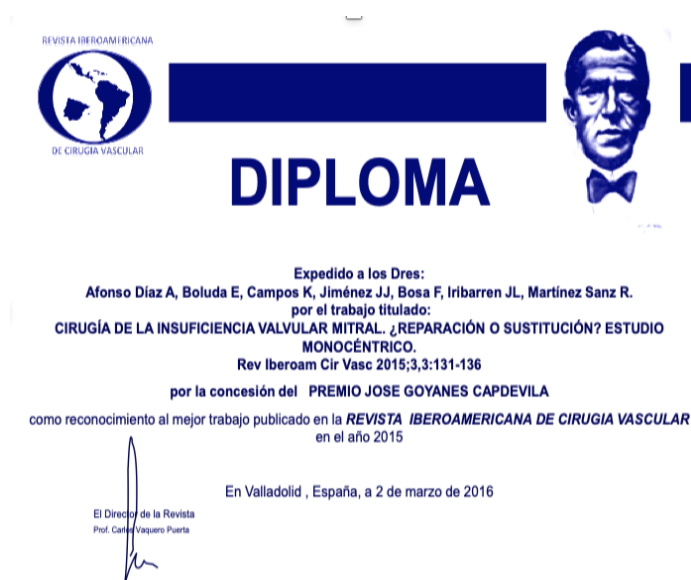 REVISTA IBEROAMERICANA
DE CIRUGIA VASCULAR
DIPLOMA
Expedido a los Dres:
Afonso Díaz A, Boluda E, Campos K, Jiménez JJ, Bosa F, Iribarren JL, Martínez Sanz R.
por el trabajo titulado:
CIRUGÍA DE LA INSUFICIENCIA VALVULAR MITRAL. ¿REPARACIÓN O SUSTITUCIÓN? ESTUDIO
MONOCÉNTRICO.
Rev Iberoam Cir Vasc 2015;3,3:131-136
por la concesión del PREMIO JOSE GOYANES CAPDEVILA
como reconocimiento al mejor trabajo publicado en la REVISTA IBEROAMERICANA DE CIRUGIA VASCULAR
en el año 2015
En Valladolid , España, a 2 de marzo de 2016
El Director de la Revista
Prof. Carlos Vaquero Puerta